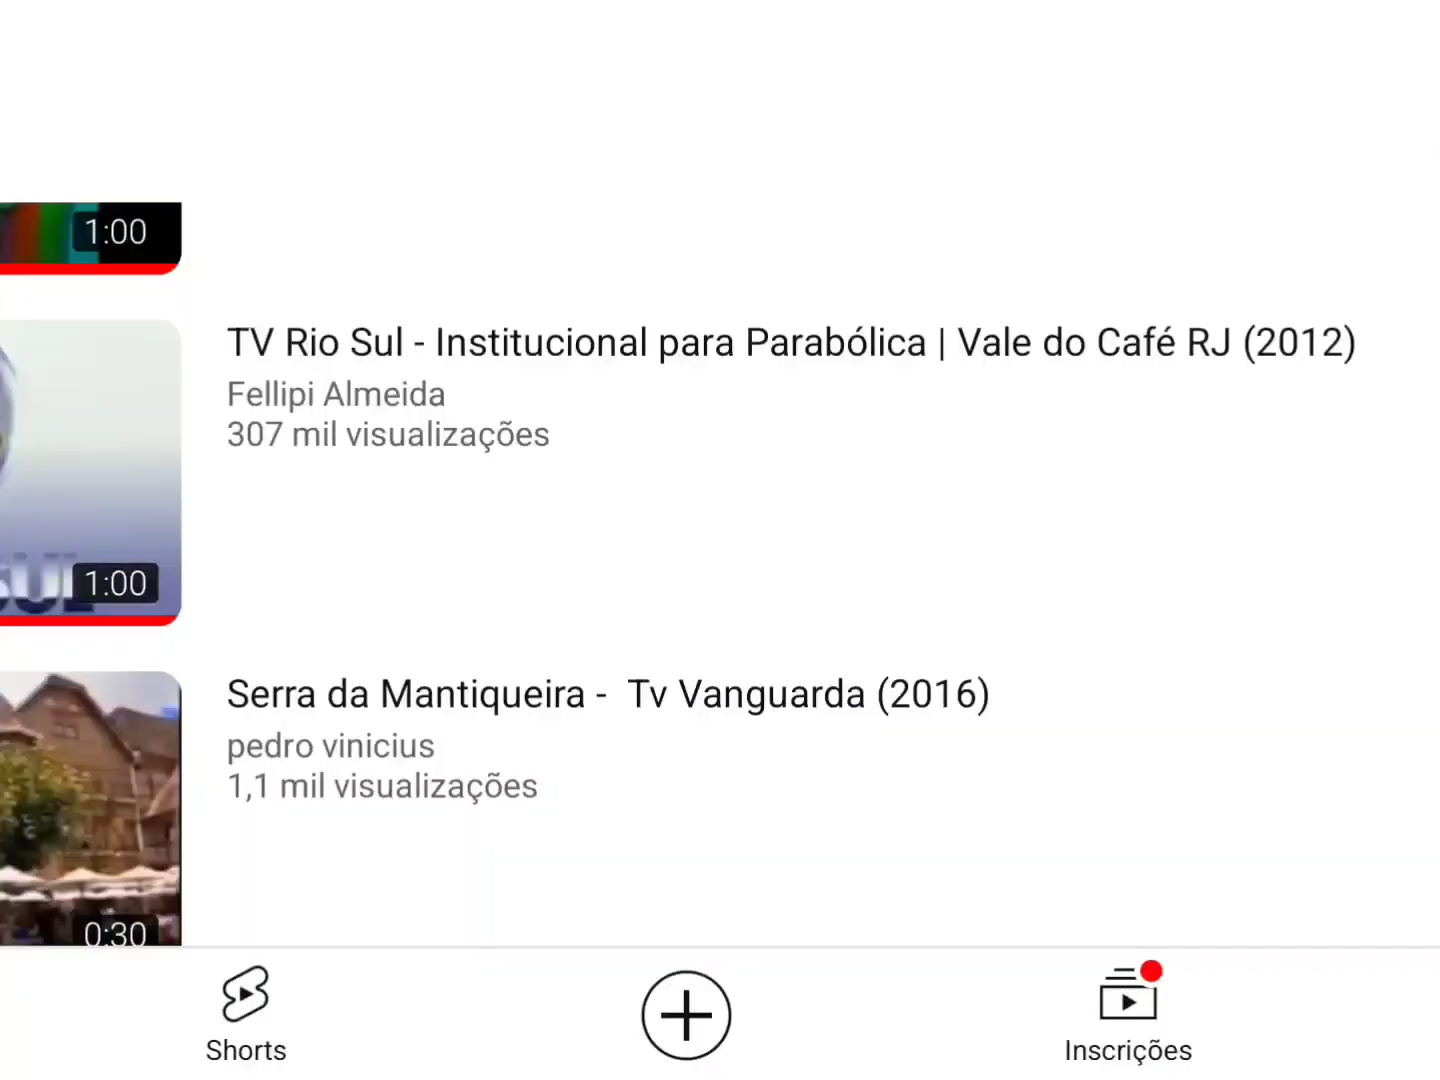 1:00
TV Rio Sul - Institucional para Parabólica | Vale do Café RJ (2012)
Fellipi Almeida
307 mil visualizações
SUL
1:00
Serra da Mantiqueira -  Tv Vanguarda (2016)
pedro vinicius
1,1 mil visualizações
0:30
Shorts
Inscrições